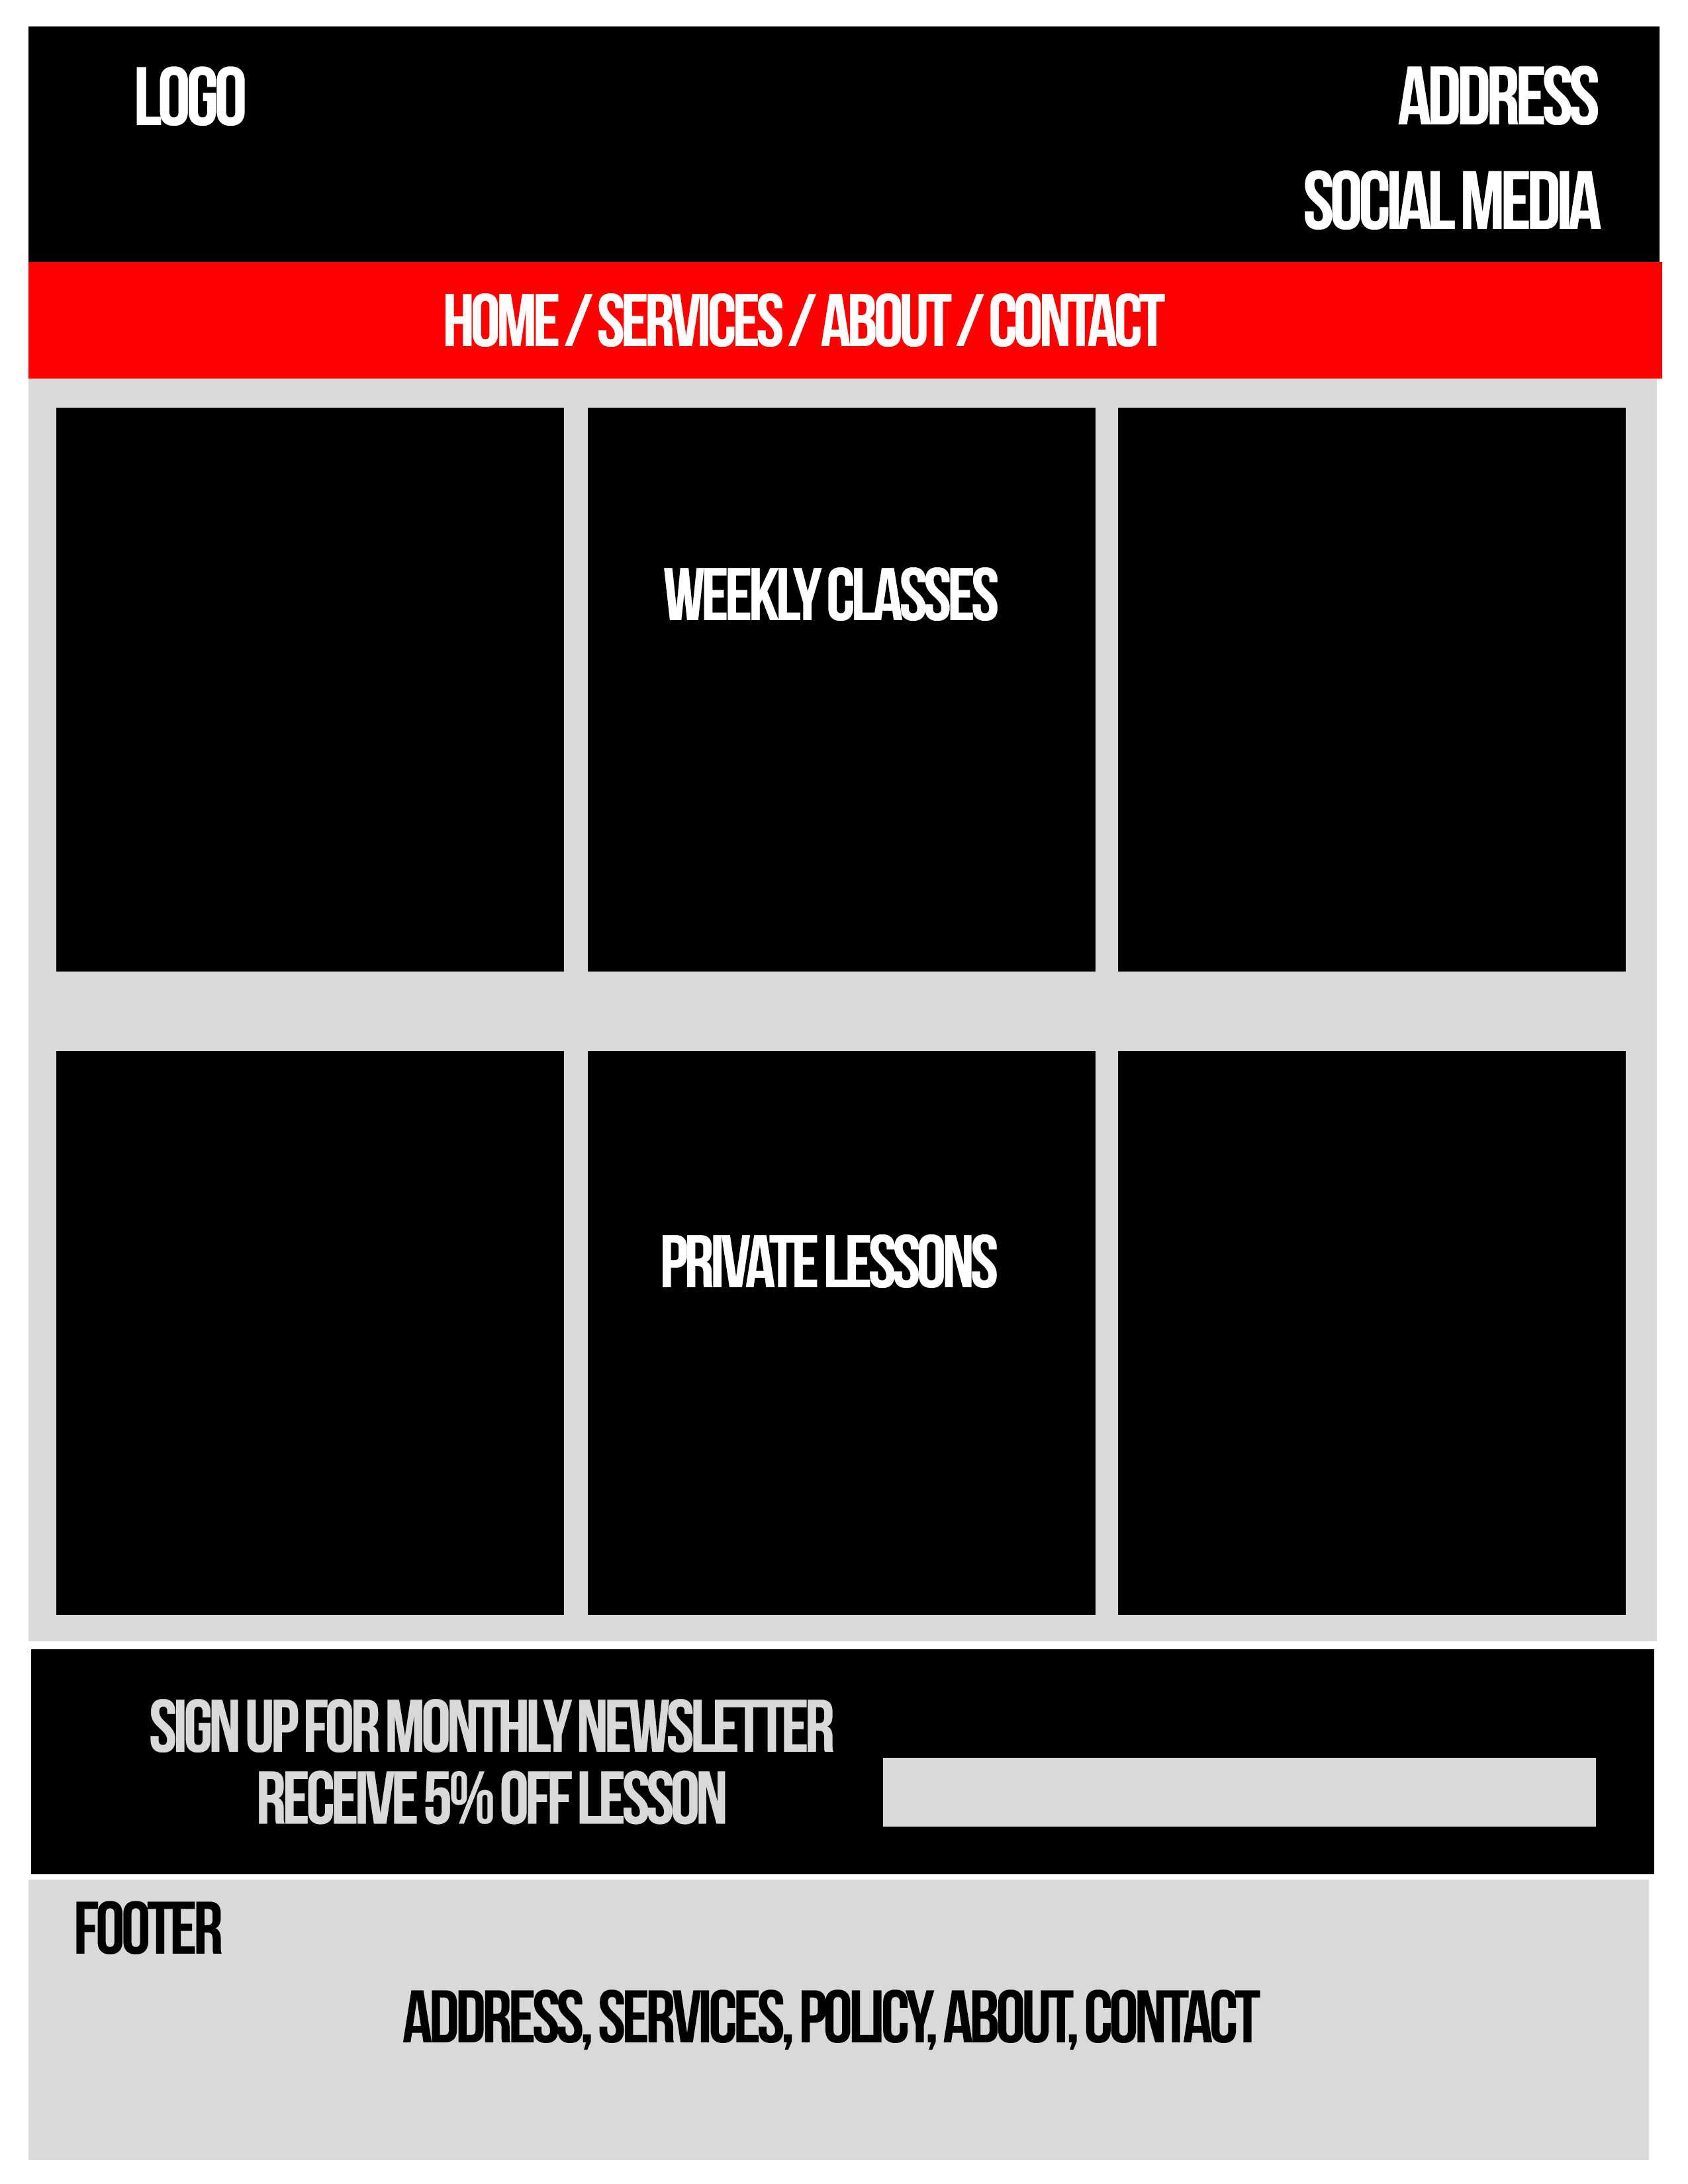 LOGO
ADDRESS
SOCIAL MEDIA
HOME / SERVICES / ABOUT / CONTACT
WEEKLY CLASSES
PRIVATE LESSONS
SIGN UP FOR MONTHLY NEWSLETTER
RECEIVE 5% OFF LESSON
FOOTER
ADDRESS, SERVICES, POLICY, ABOUT, CONTACT